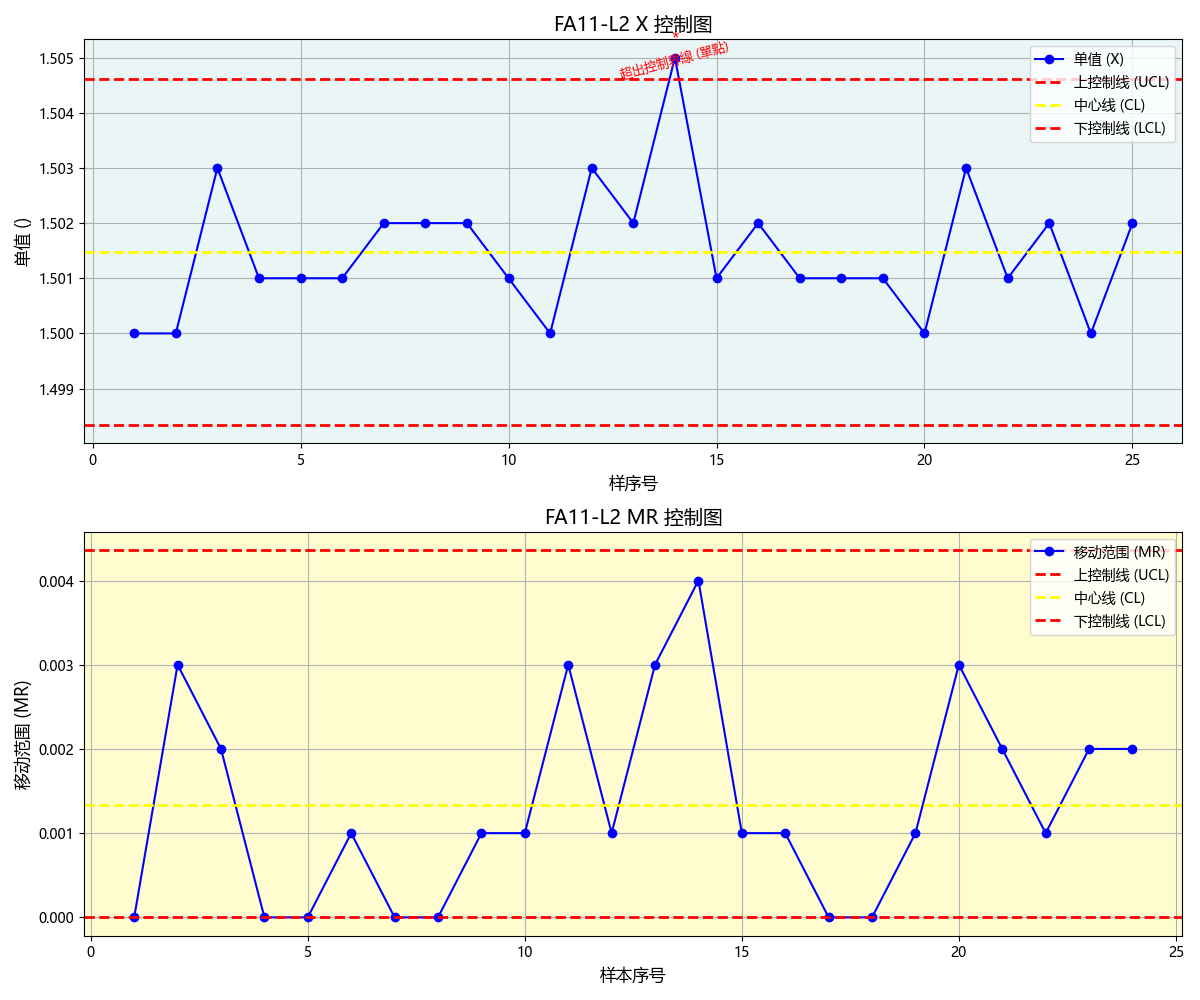 FA11-L2 X 控制图
*
超出控制界線 (單點)
单值 (X)
上控制线 (UCL)
中心线 (CL)
下控制线 (LCL)
单值 ()
1.505
1.504
1.503
1.502
1.501
1.500
1.499
0 5 10 15 20 25
样序号
FA11-L2 MR 控制图
移动范围 (MR)
上控制线 (UCL)
中心线 (CL)
下控制线 (LCL)
移动范围 (MR)
0.004
0.003
0.002
0.001
0.000
0 5 10 15 20 25
样本序号